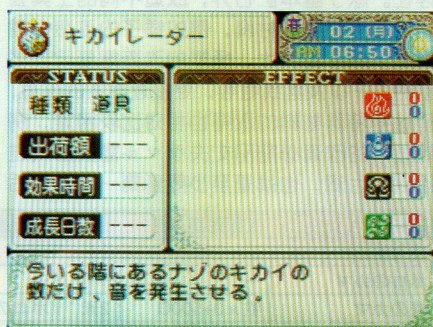 キカイレーダー
春 02 (月)
AM 06:50
STATUS
種類 道具
出荷額 ---
効果時間 ---
成長日数 ---
EFFECT
0
0
0
0
0
0
0
0
今いる階にあるナゾのキカイの
数だけ、音を発生させる。